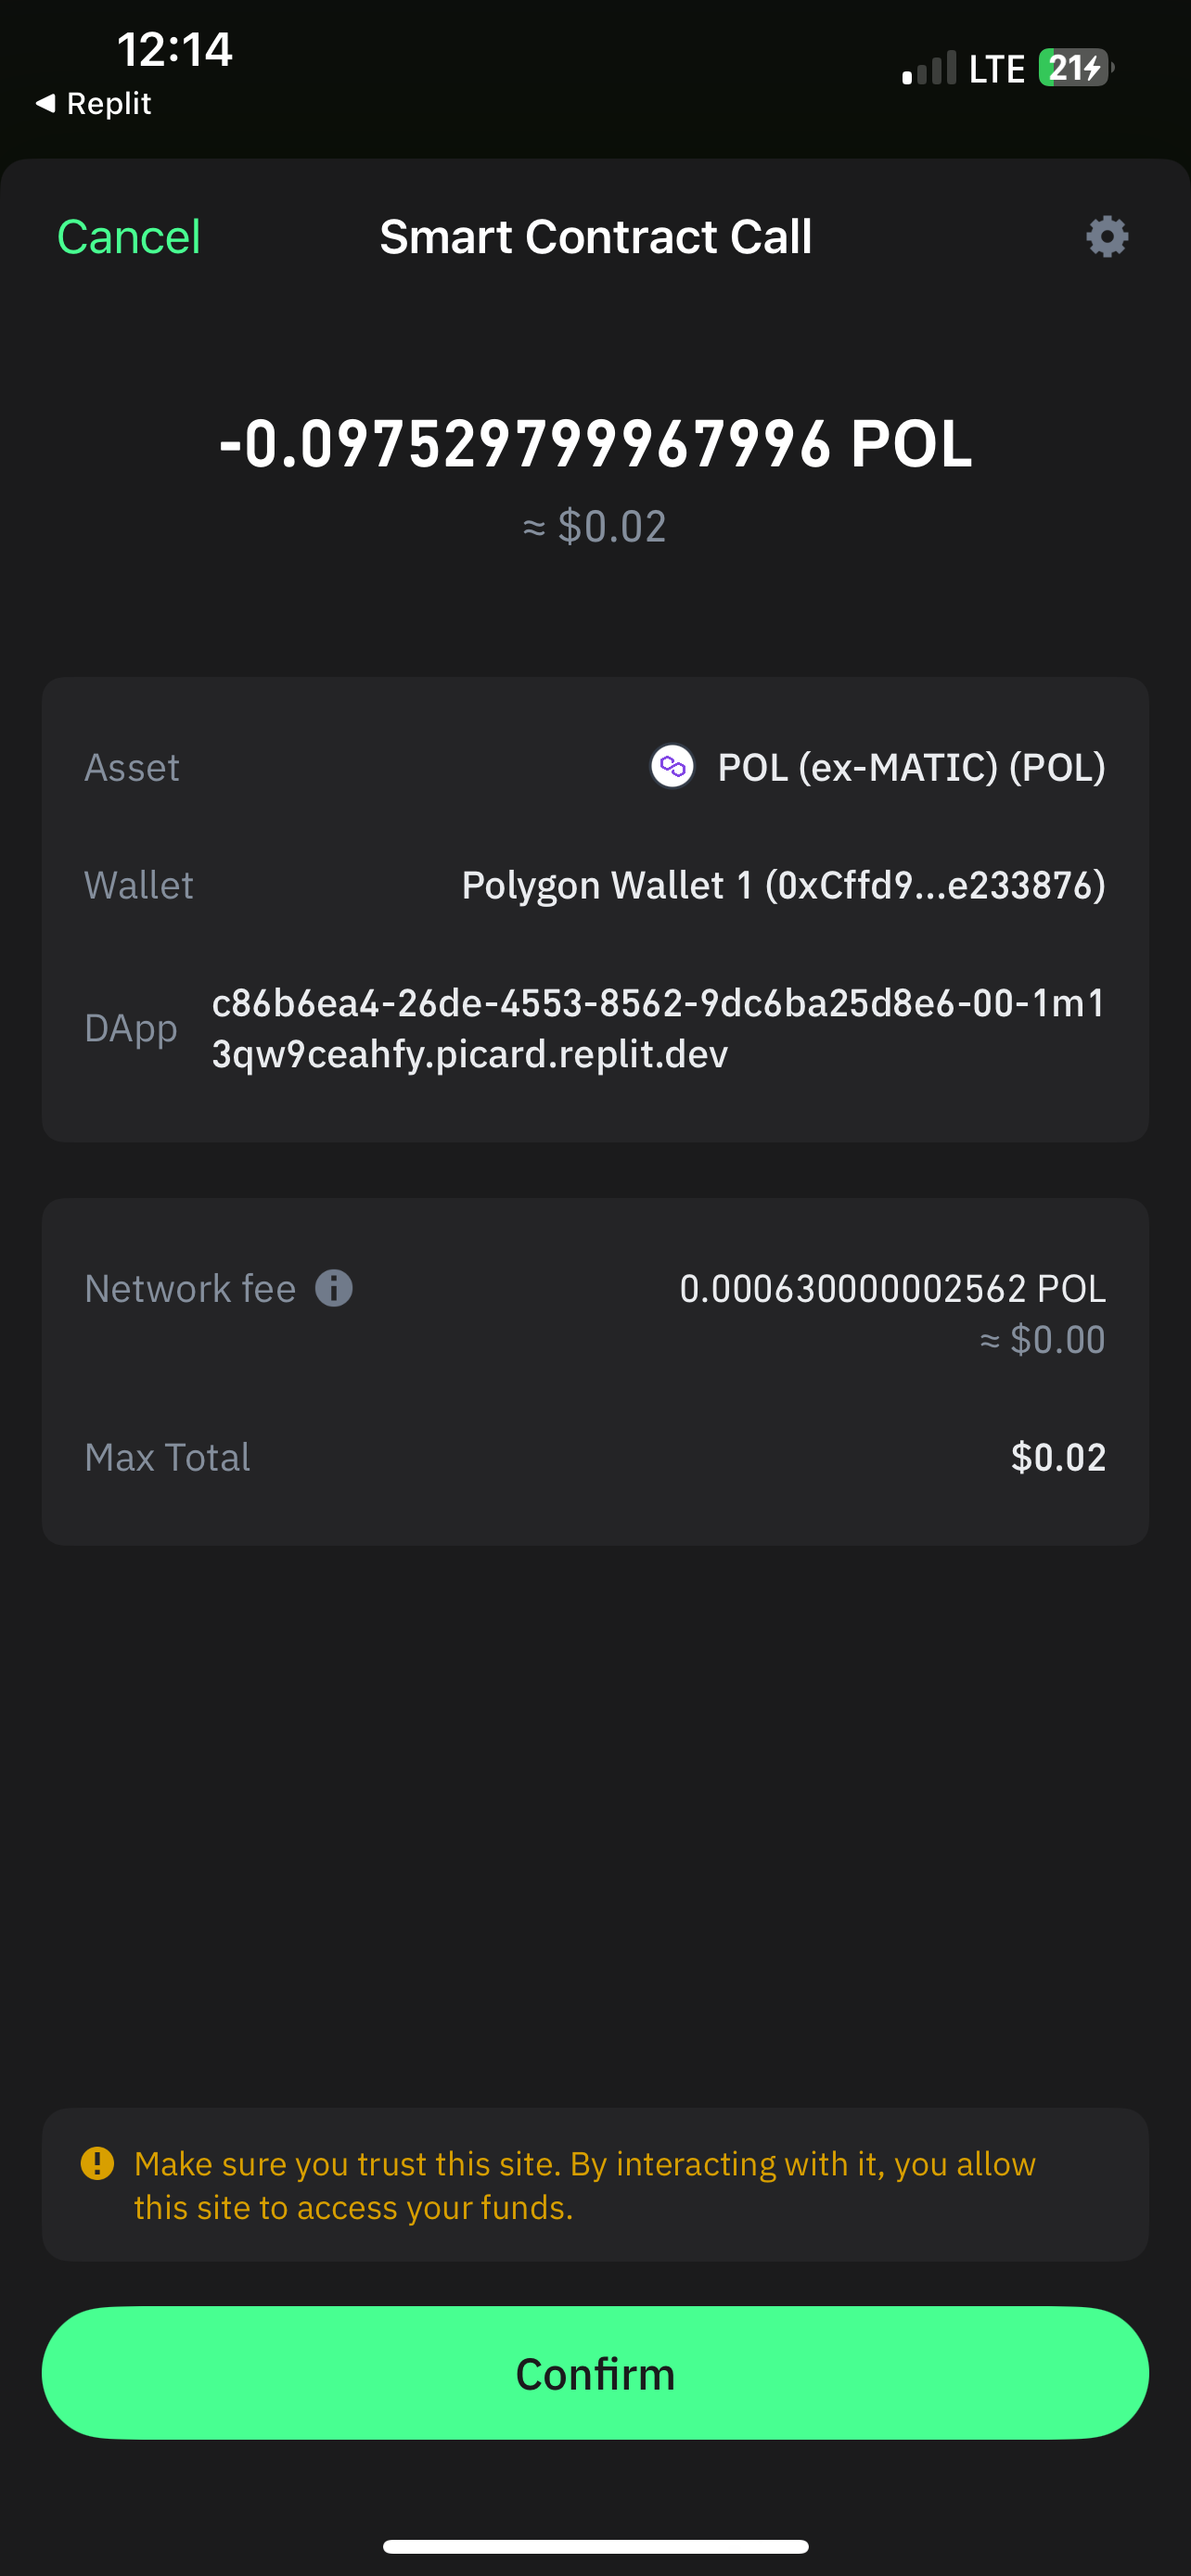 12:14
LTE 21
◀ Replit
Cancel
Smart Contract Call
-0.097529799967996 POL
≈ $0.02
Asset
POL (ex-MATIC) (POL)
Wallet
Polygon Wallet 1 (0xCffd9...e233876)
DApp
c86b6ea4-26de-4553-8562-9dc6ba25d8e6-00-1m1
3qw9ceahfy.picard.replit.dev
Network fee
0.000630000002562 POL
≈ $0.00
Max Total
$0.02
Make sure you trust this site. By interacting with it, you allow
this site to access your funds.
Confirm